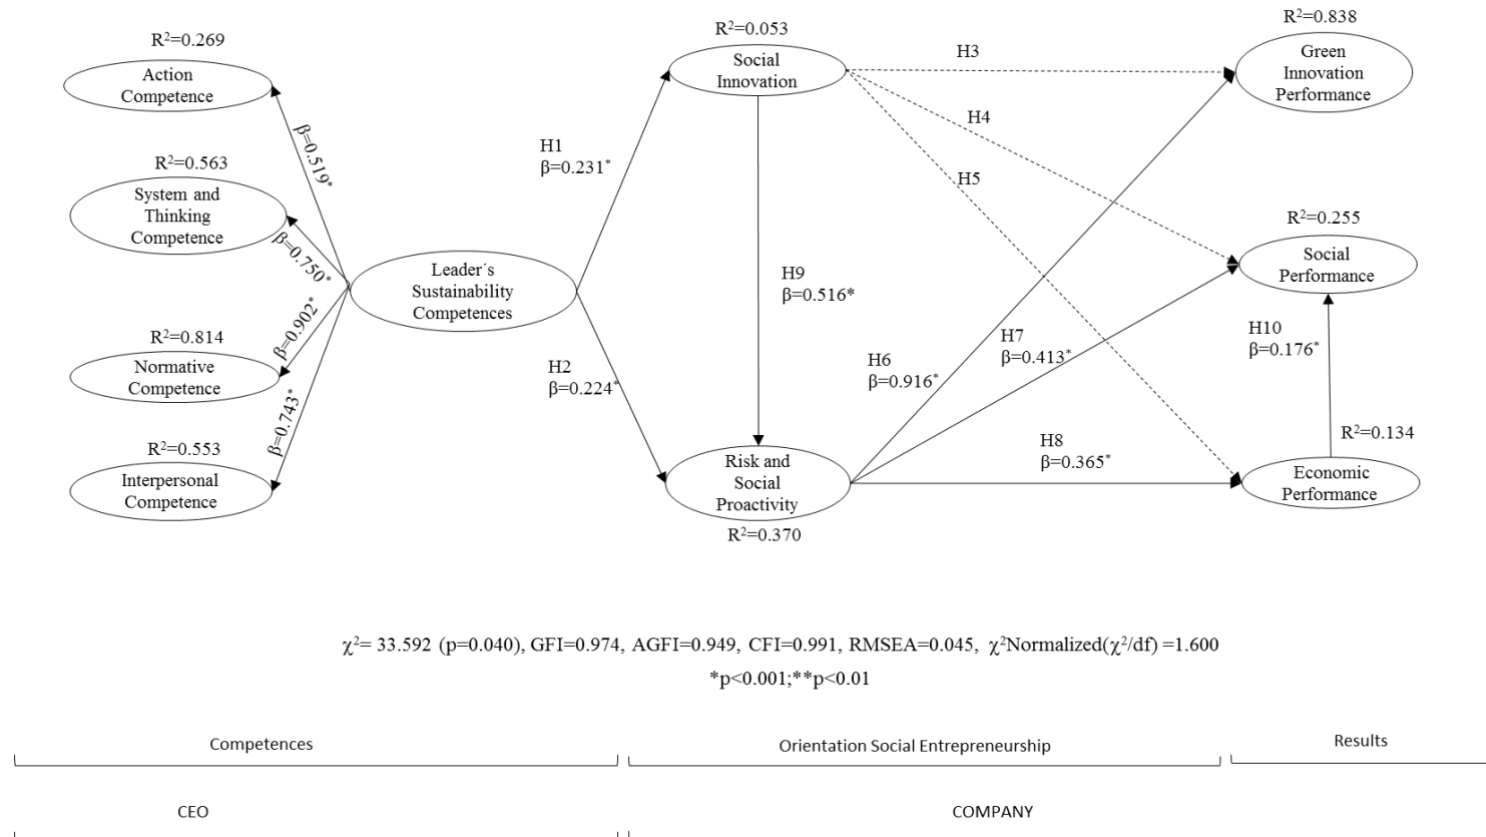 R²=0.269
Action
Competence
β=0.519*
R²=0.563
System and
Thinking
Competence
β=0.750*
R²=0.814
Normative
Competence
β=0.902*
R²=0.553
Interpersonal
Competence
β=0.743*
Leader´s
Sustainability
Competences
H1
β=0.231*
H2
β=0.224*
R²=0.053
Social
Innovation
H9
β=0.516*
Risk and
Social
Proactivity
R²=0.370
H3
H4
H5
H6
β=0.916*
H7
β=0.413*
H8
β=0.365*
R²=0.838
Green
Innovation
Performance
R²=0.255
Social
Performance
H10
β=0.176*
R²=0.134
Economic
Performance
χ²= 33.592 (p=0.040), GFI=0.974, AGFI=0.949, CFI=0.991, RMSEA=0.045, χ²Normalized(χ²/df) =1.600
*p<0.001;**p<0.01
Competences
Orientation Social Entrepreneurship
Results
CEO
COMPANY